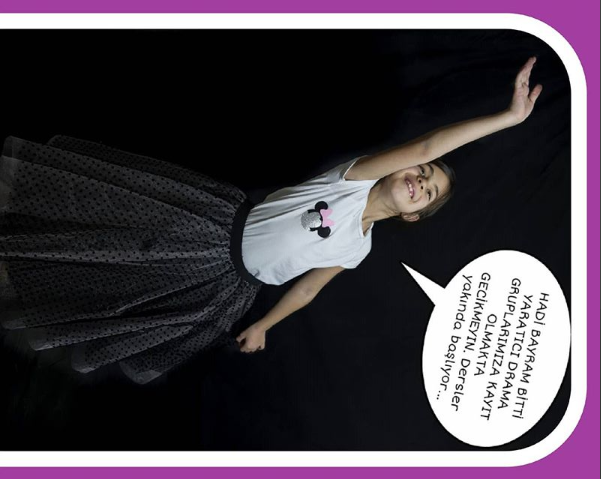 HADİ BAYRAM BİTTİ
YARATICI DRAMA
GRUPLARIMIZA KAYIT
OLMAKTA
GECİKMEYİN. Dersler
yakında başlıyor...